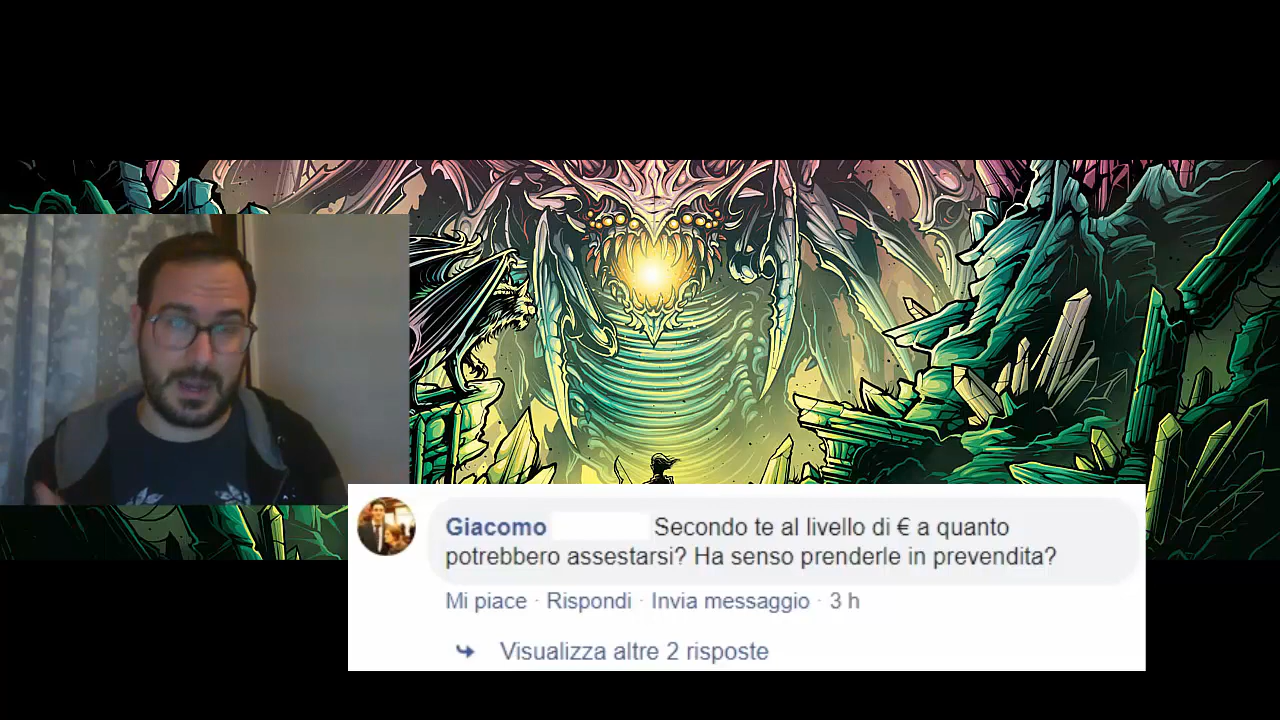 Giacomo Secondo te al livello di € a quanto
potrebbero assestarsi? Ha senso prenderle in prevendita?
Mi piace · Rispondi · Invia messaggio · 3 h
Visualizza altre 2 risposte